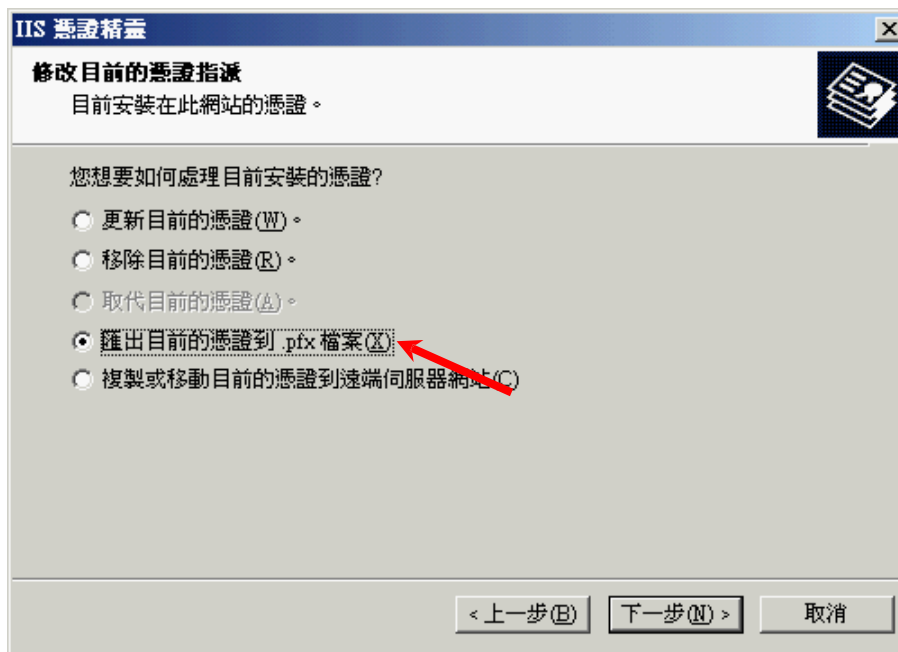 IIS 憑證精靈
修改目前的憑證指派
目前安裝在此網站的憑證。
您想要如何處理目前安裝的憑證?
更新目前的憑證(W)。
移除目前的憑證(R)。
取代目前的憑證(A)。
匯出目前的憑證到 .pfx 檔案(X)
複製或移動目前的憑證到遠端伺服器網站(C)
<上一步(B) 下一步(N)> 取消